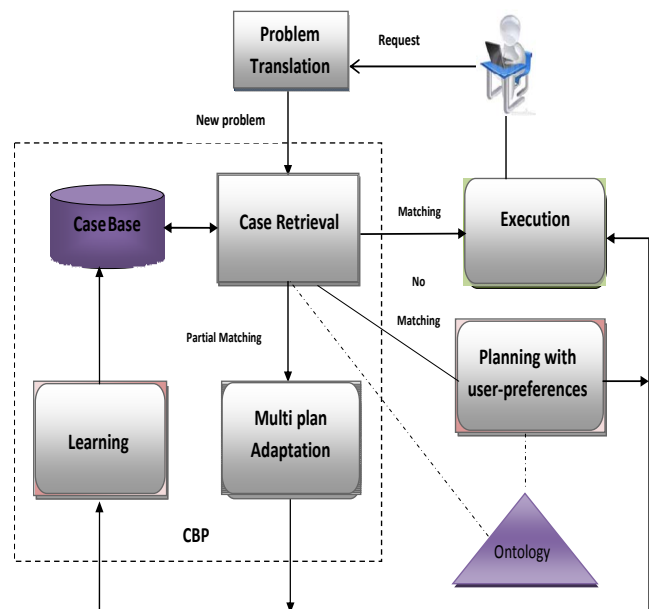 Problem
Translation
Request
New problem
Case Base
Case Retrieval
Matching
Execution
No
Matching
Partial Matching
Planning with
user-preferences
Learning
Multi plan
Adaptation
CBP
Ontology